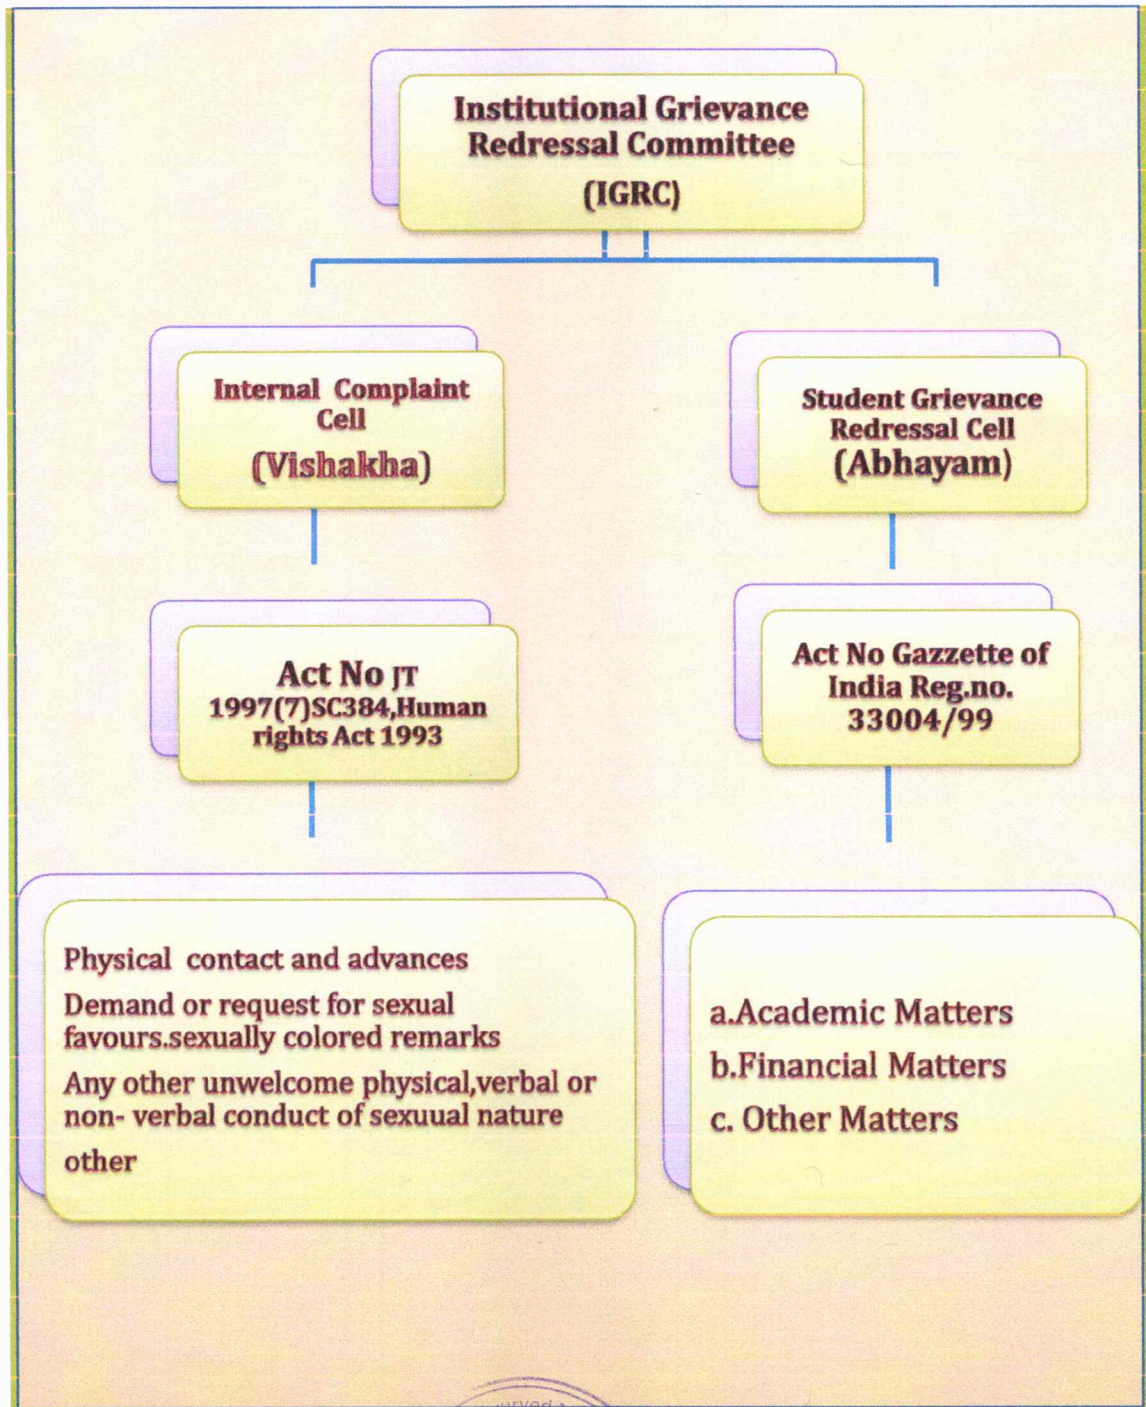 Institutional Grievance
Redressal Committee
(IGRC)
Internal Complaint
Cell
(Vishakha)
Student Grievance
Redressal Cell
(Abhayam)
Act No JT
1997(7)SC384,Human
rights Act 1993
Act No Gazzette of
India Reg.no.
33004/99
Physical contact and advances
Demand or request for sexual
favours.sexually colored remarks
Any other unwelcome physical,verbal or
non- verbal conduct of sexuual nature
other
a.Academic Matters
b.Financial Matters
c. Other Matters